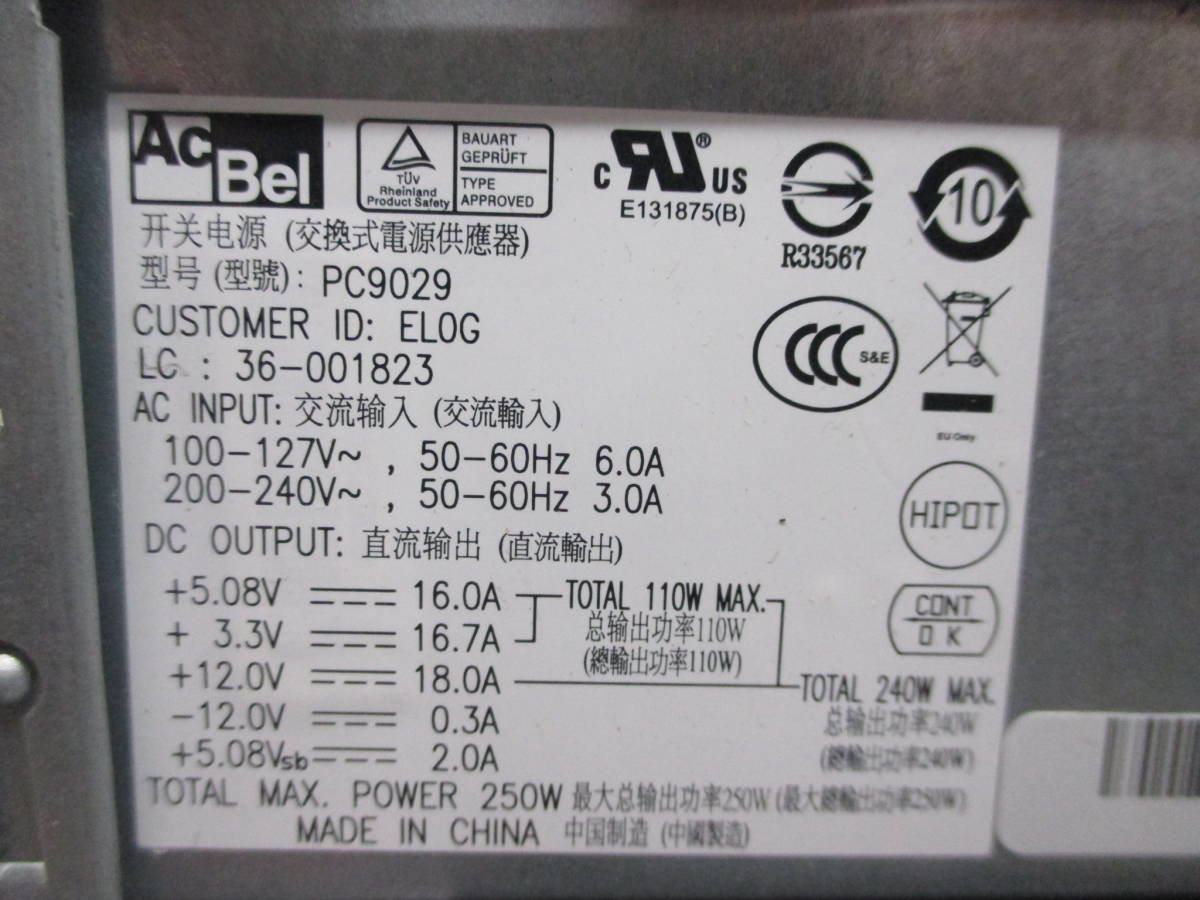 AcBel
TÜV
Rheinland
Product Safety
BAUART
GEPRÜFT
TYPE
APPROVED
c RU ® US
E131875(B)
R33567
10
开关电源 (交換式電源供應器)
型号 (型號): PC9029
CUSTOMER ID: EL0G
LC : 36-001823
CCC S&E
AC INPUT: 交流输入 (交流輸入)
100-127V~ , 50-60Hz 6.0A
200-240V~ , 50-60Hz 3.0A
EU Only
HIPOT
DC OUTPUT: 直流输出 (直流輸出)
+5.08V 16.0A TOTAL 110W MAX.
总输出功率110W
+ 3.3V 16.7A
(總輸出功率110W)
CONT
OK
+12.0V 18.0A TOTAL 240W MAX.
总输出功率240W
-12.0V 0.3A
(總輸出功率240W)
+5.08Vsb 2.0A
TOTAL MAX. POWER 250W 最大总输出功率250W (最大總輸出功率250W)
MADE IN CHINA 中国制造 (中國製造)